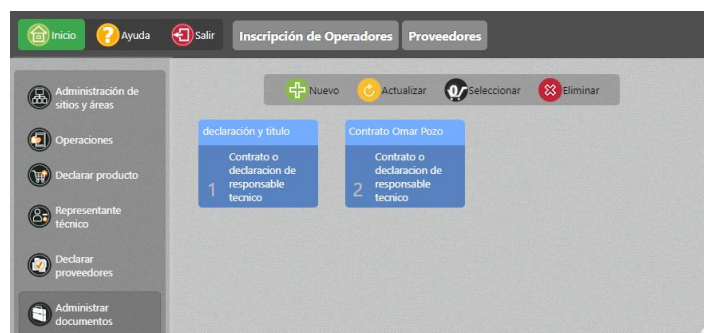 Inicio
Ayuda
Salir
Inscripción de Operadores
Proveedores
Administración de
sitios y áreas
Operaciones
Declarar producto
Representante
técnico
Declarar
proveedores
Administrar
documentos
Nuevo
Actualizar
Seleccionar
Eliminar
declaración y título
Contrato o
declaracion de
responsable
tecnico
1
Contrato Omar Pozo
Contrato o
declaracion de
responsable
tecnico
2